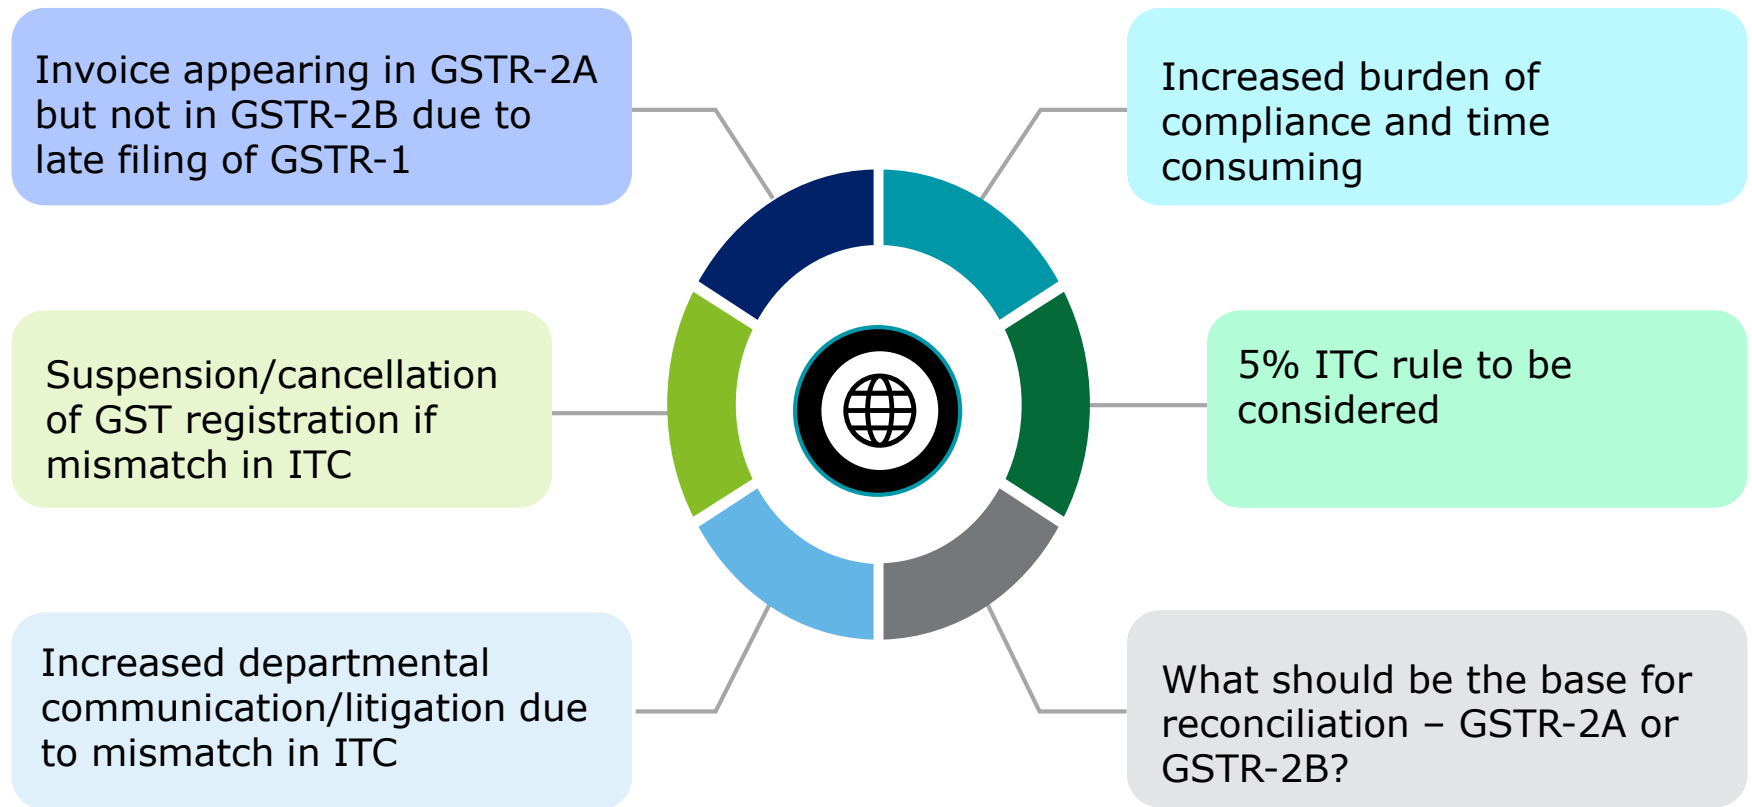 Invoice appearing in GSTR-2A
but not in GSTR-2B due to
late filing of GSTR-1
Increased burden of
compliance and time
consuming
Suspension/cancellation
of GST registration if
mismatch in ITC
5% ITC rule to be
considered
Increased departmental
communication/litigation due
to mismatch in ITC
What should be the base for
reconciliation – GSTR-2A or
GSTR-2B?